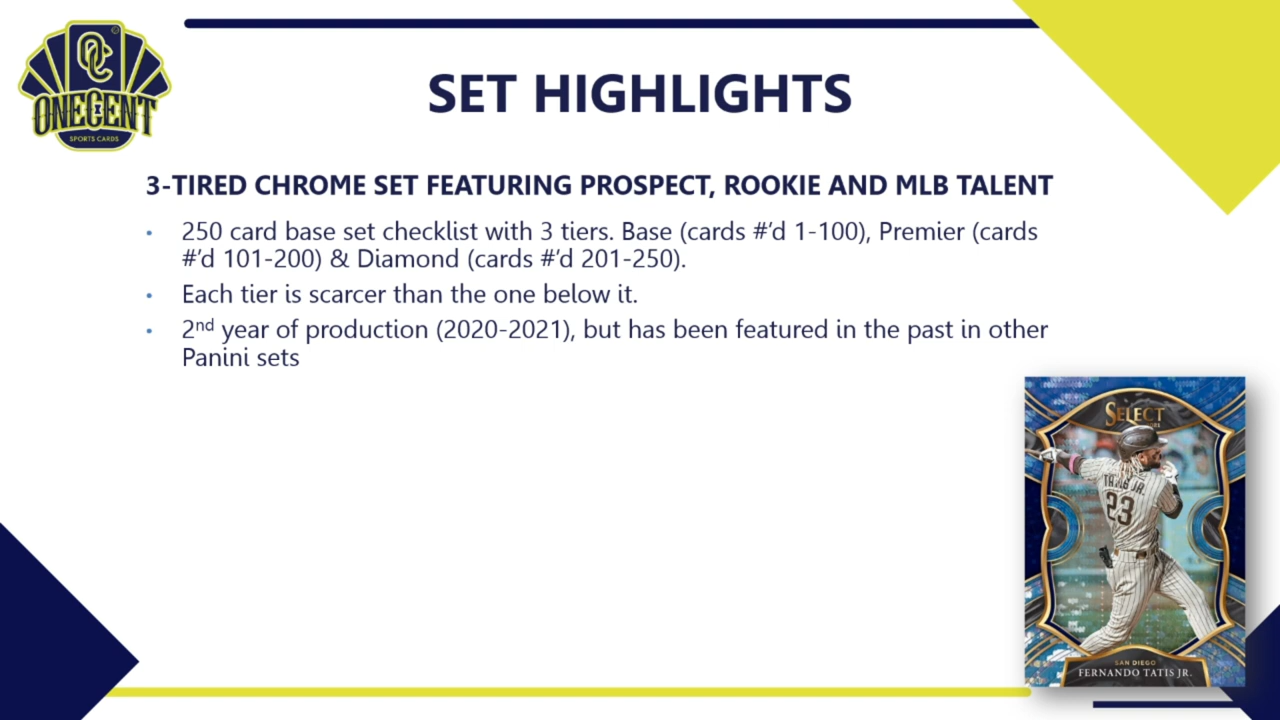 OC
ONECENT
SPORTS CARDS
SET HIGHLIGHTS
3-TIRED CHROME SET FEATURING PROSPECT, ROOKIE AND MLB TALENT
• 250 card base set checklist with 3 tiers. Base (cards #'d 1-100), Premier (cards
#'d 101-200) & Diamond (cards #'d 201-250).
• Each tier is scarcer than the one below it.
• 2nd year of production (2020-2021), but has been featured in the past in other
Panini sets
SELECT
TATIS JR.
23
SAN DIEGO
FERNANDO TATIS JR.